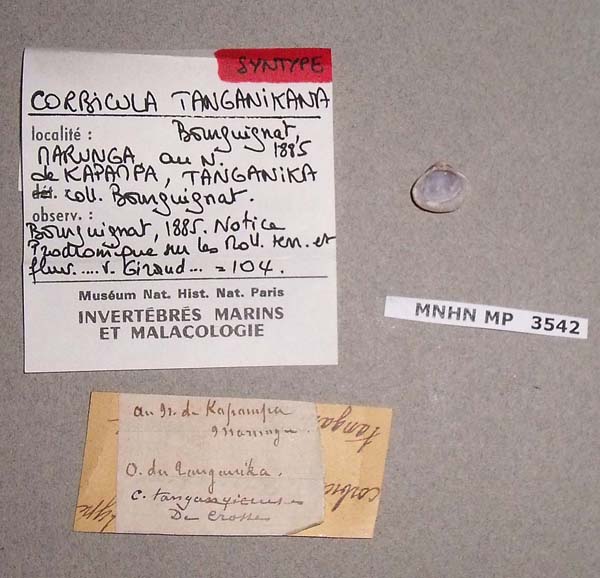 SYNTYPE
CORBICULA TANGANIKANA
Bourguignat,
localité : 1885
MARUNGA, au N.
de KAPAMPA, TANGANIKA
dét. coll. Bourguignat.
observ. :
Bourguignat, 1885. Notice
Prodromique sur les Moll. terr. et
fluv. .... v. Giraud ... = 104.
Muséum Nat. Hist. Nat. Paris
INVERTÉBRÉS MARINS
ET MALACOLOGIE
MNHN MP 3542
au N. de Kapampa
O. du Tanganika.
C. tanganyicensis
De Crosse